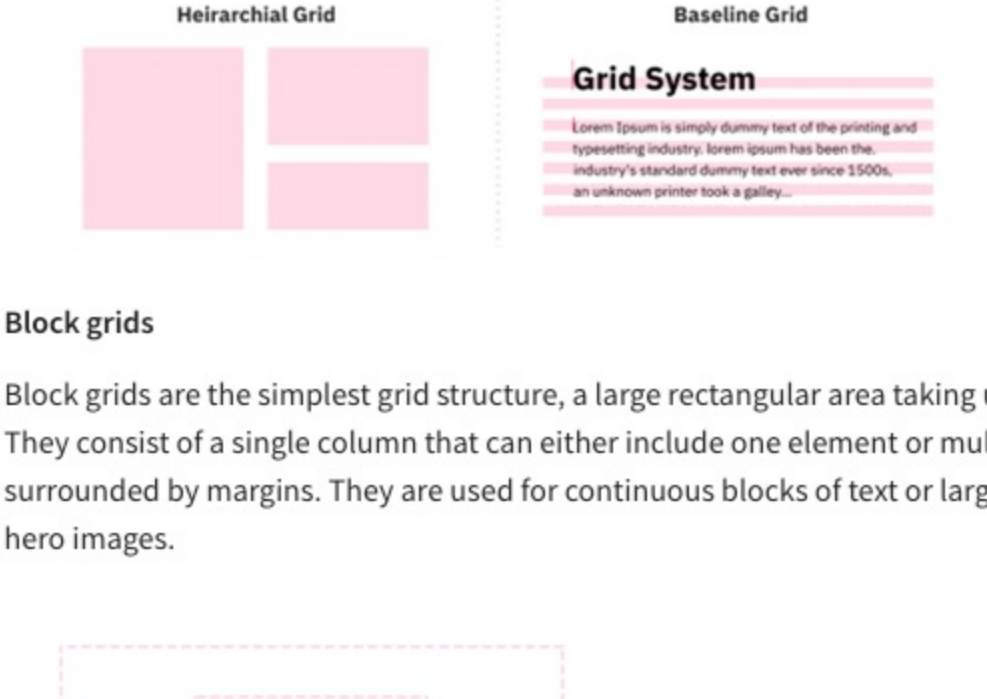 Heirarchial Grid
Baseline Grid
Grid System
Lorem Ipsum is simply dummy text of the printing and
typesetting industry. lorem ipsum has been the.
industry's standard dummy text ever since 1500s,
an unknown printer took a galley...
Block grids
Block grids are the simplest grid structure, a large rectangular area taking
They consist of a single column that can either include one element or
surrounded by margins. They are used for continuous blocks of text or
hero images.